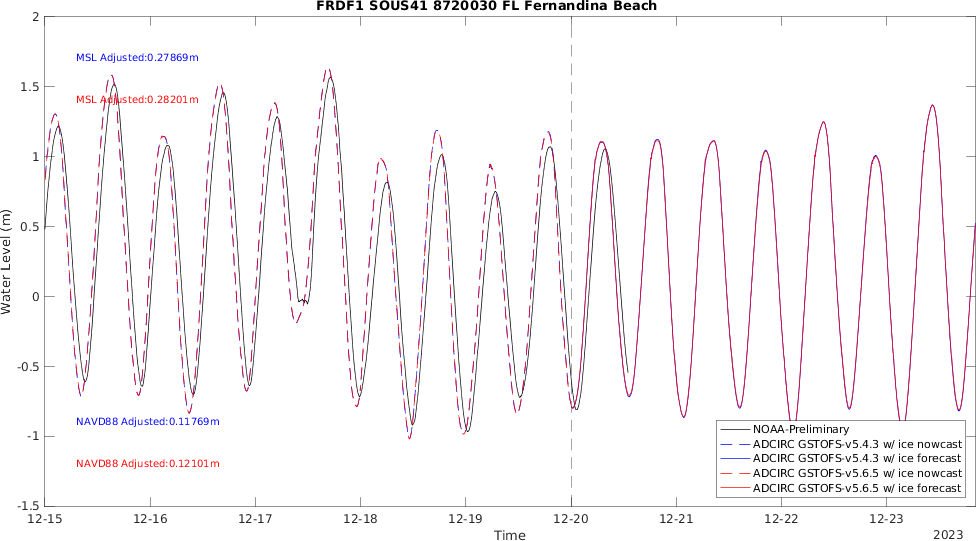 FRDF1 SOUS41 8720030 FL Fernandina Beach
2
1.5
1
0.5
0
-0.5
-1
-1.5
Water Level (m)
MSL Adjusted:0.27869m
MSL Adjusted:0.28201m
NAVD88 Adjusted:0.11769m
NAVD88 Adjusted:0.12101m
NOAA-Preliminary
ADCIRC GSTOFS-v5.4.3 w/ ice nowcast
ADCIRC GSTOFS-v5.4.3 w/ ice forecast
ADCIRC GSTOFS-v5.6.5 w/ ice nowcast
ADCIRC GSTOFS-v5.6.5 w/ ice forecast
12-15 12-16 12-17 12-18 12-19 12-20 12-21 12-22 12-23
Time
2023